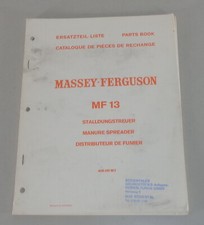 ERSATZTEIL LISTE PARTS BOOK
CATALOGUE DE PIÈCES DE RECHANGE
MASSEY-FERGUSON
MF 13
STALLDUNGSTREUER
MANURE SPREADER
DISTRIBUTEUR DE FUMIER